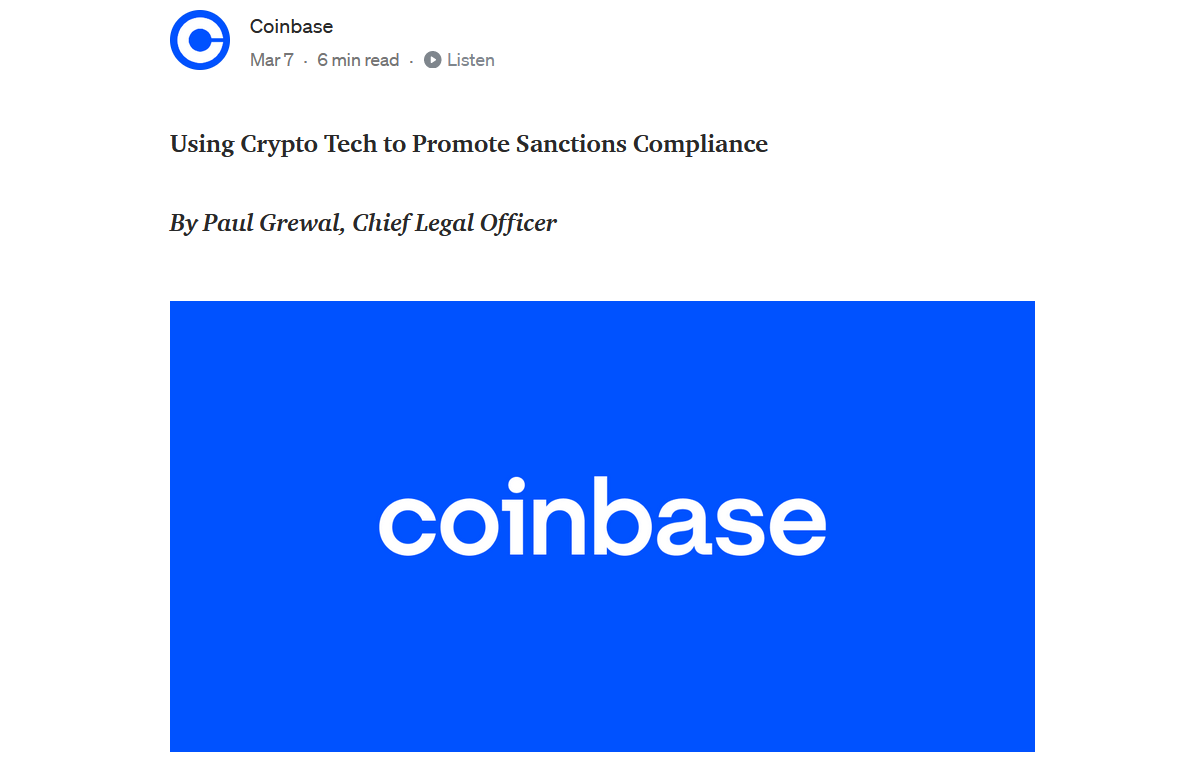 Coinbase
Mar 7 · 6 min read · Listen
Using Crypto Tech to Promote Sanctions Compliance
By Paul Grewal, Chief Legal Officer
coinbase